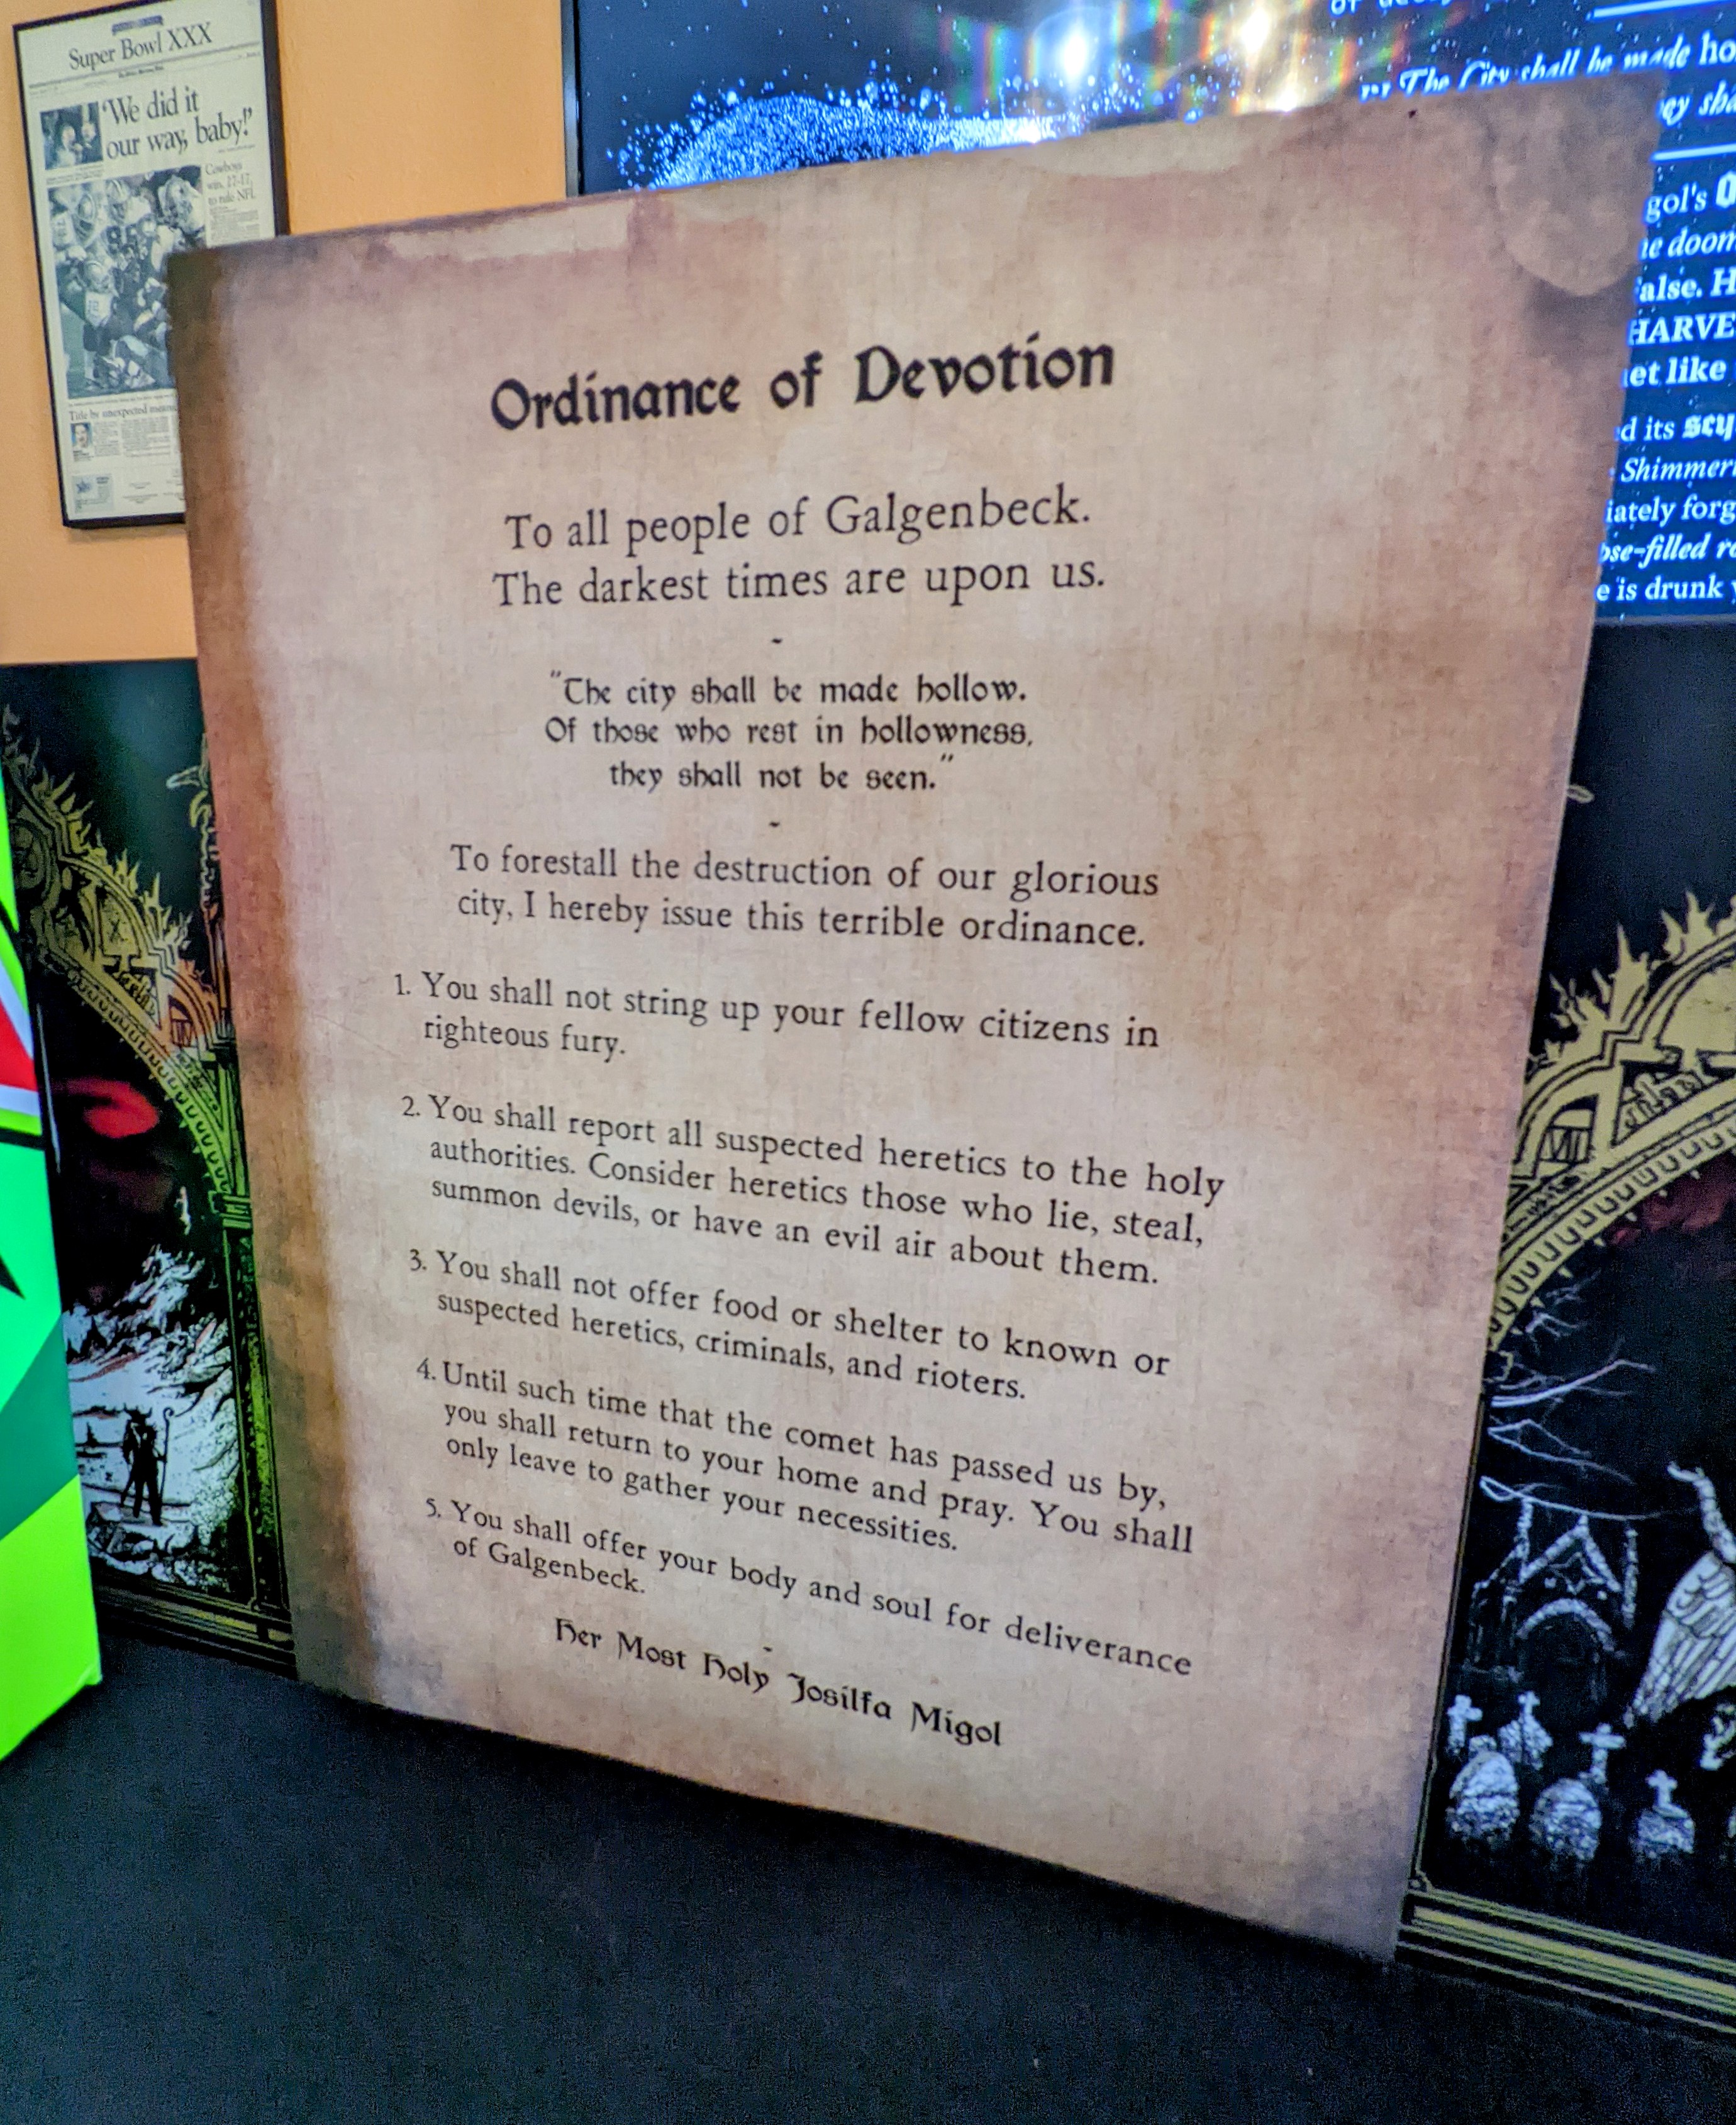 Super Bowl XXX
'We did it
our way, baby!'
Cowboys
win, 27-17,
to rule NFL
Title by unexpected means
The City shall be made
gol's
alse. H
HARVE
et like
d its
Shimmer
iately forg
filled
is drunk
Ordinance of Devotion
To all people of Galgenbeck.
The darkest times are upon us.
~
"The city shall be made hollow.
Of those who rest in hollowness,
they shall not be seen."
~
To forestall the destruction of our glorious
city, I hereby issue this terrible ordinance.
1. You shall not string up your fellow citizens in
righteous fury.
2. You shall report all suspected heretics to the holy
authorities. Consider heretics those who lie, steal,
summon devils, or have an evil air about them.
3. You shall not offer food or shelter to known or
suspected heretics, criminals, and rioters.
4. Until such time that the comet has passed us by,
you shall return to your home and pray. You shall
only leave to gather your necessities.
5. You shall offer your body and soul for deliverance
of Galgenbeck.
~
Her Most Holy Josilfa Migol
VII